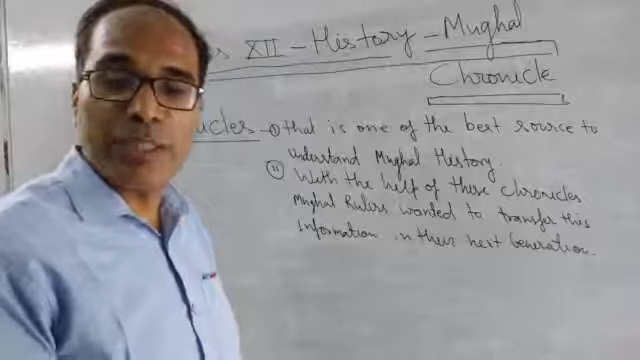 XII - History - Mughal
Chronicle
ucles - (i) that is one of the best source to
understand Mughal History.
(ii) With the help of these chronicles
Mughal Rulers wanted to transfer this
Information in their next Generation.